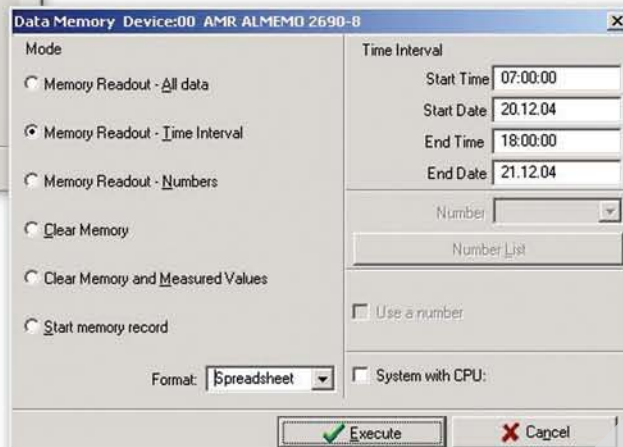 Data Memory Device:00 AMR ALMEMO 2690-8
Mode
Memory Readout - All data
Memory Readout - Time Interval
Memory Readout - Numbers
Clear Memory
Clear Memory and Measured Values
Start memory record
Format: Spreadsheet
Time Interval
Start Time 07:00:00
Start Date 20.12.04
End Time 18:00:00
End Date 21.12.04
Number
Number List
Use a number
System with CPU:
Execute
Cancel